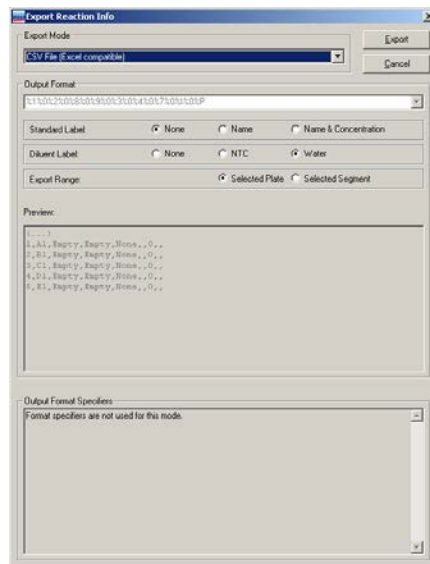 Export Reaction Info
Export Mode
Export
CSV File (Excel compatible)
Cancel
Output Format
Standard Label: None Name Name & Concentration
Diluent Label: None NTC Water
Export Range: Selected Plate Selected Segment
Preview:
(...)
1,A1,Empty,Empty,None,,0,,
2,B1,Empty,Empty,None,,0,,
3,C1,Empty,Empty,None,,0,,
4,D1,Empty,Empty,None,,0,,
5,E1,Empty,Empty,None,,0,,
Output Format Specifiers
Format specifiers are not used for this mode.